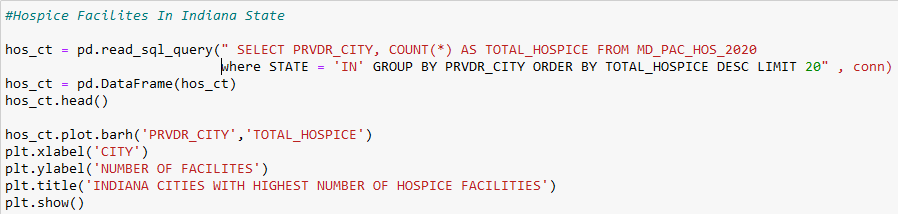 #Hospice Facilites In Indiana State
hos_ct = pd.read_sql_query(" SELECT PRVDR_CITY, COUNT(*) AS TOTAL_HOSPICE FROM MD_PAC_HOS_2020
where STATE = 'IN' GROUP BY PRVDR_CITY ORDER BY TOTAL_HOSPICE DESC LIMIT 20" , conn)
hos_ct = pd.DataFrame(hos_ct)
hos_ct.head()
hos_ct.plot.barh('PRVDR_CITY','TOTAL_HOSPICE')
plt.xlabel('CITY')
plt.ylabel('NUMBER OF FACILITES')
plt.title('INDIANA CITIES WITH HIGHEST NUMBER OF HOSPICE FACILITIES')
plt.show()